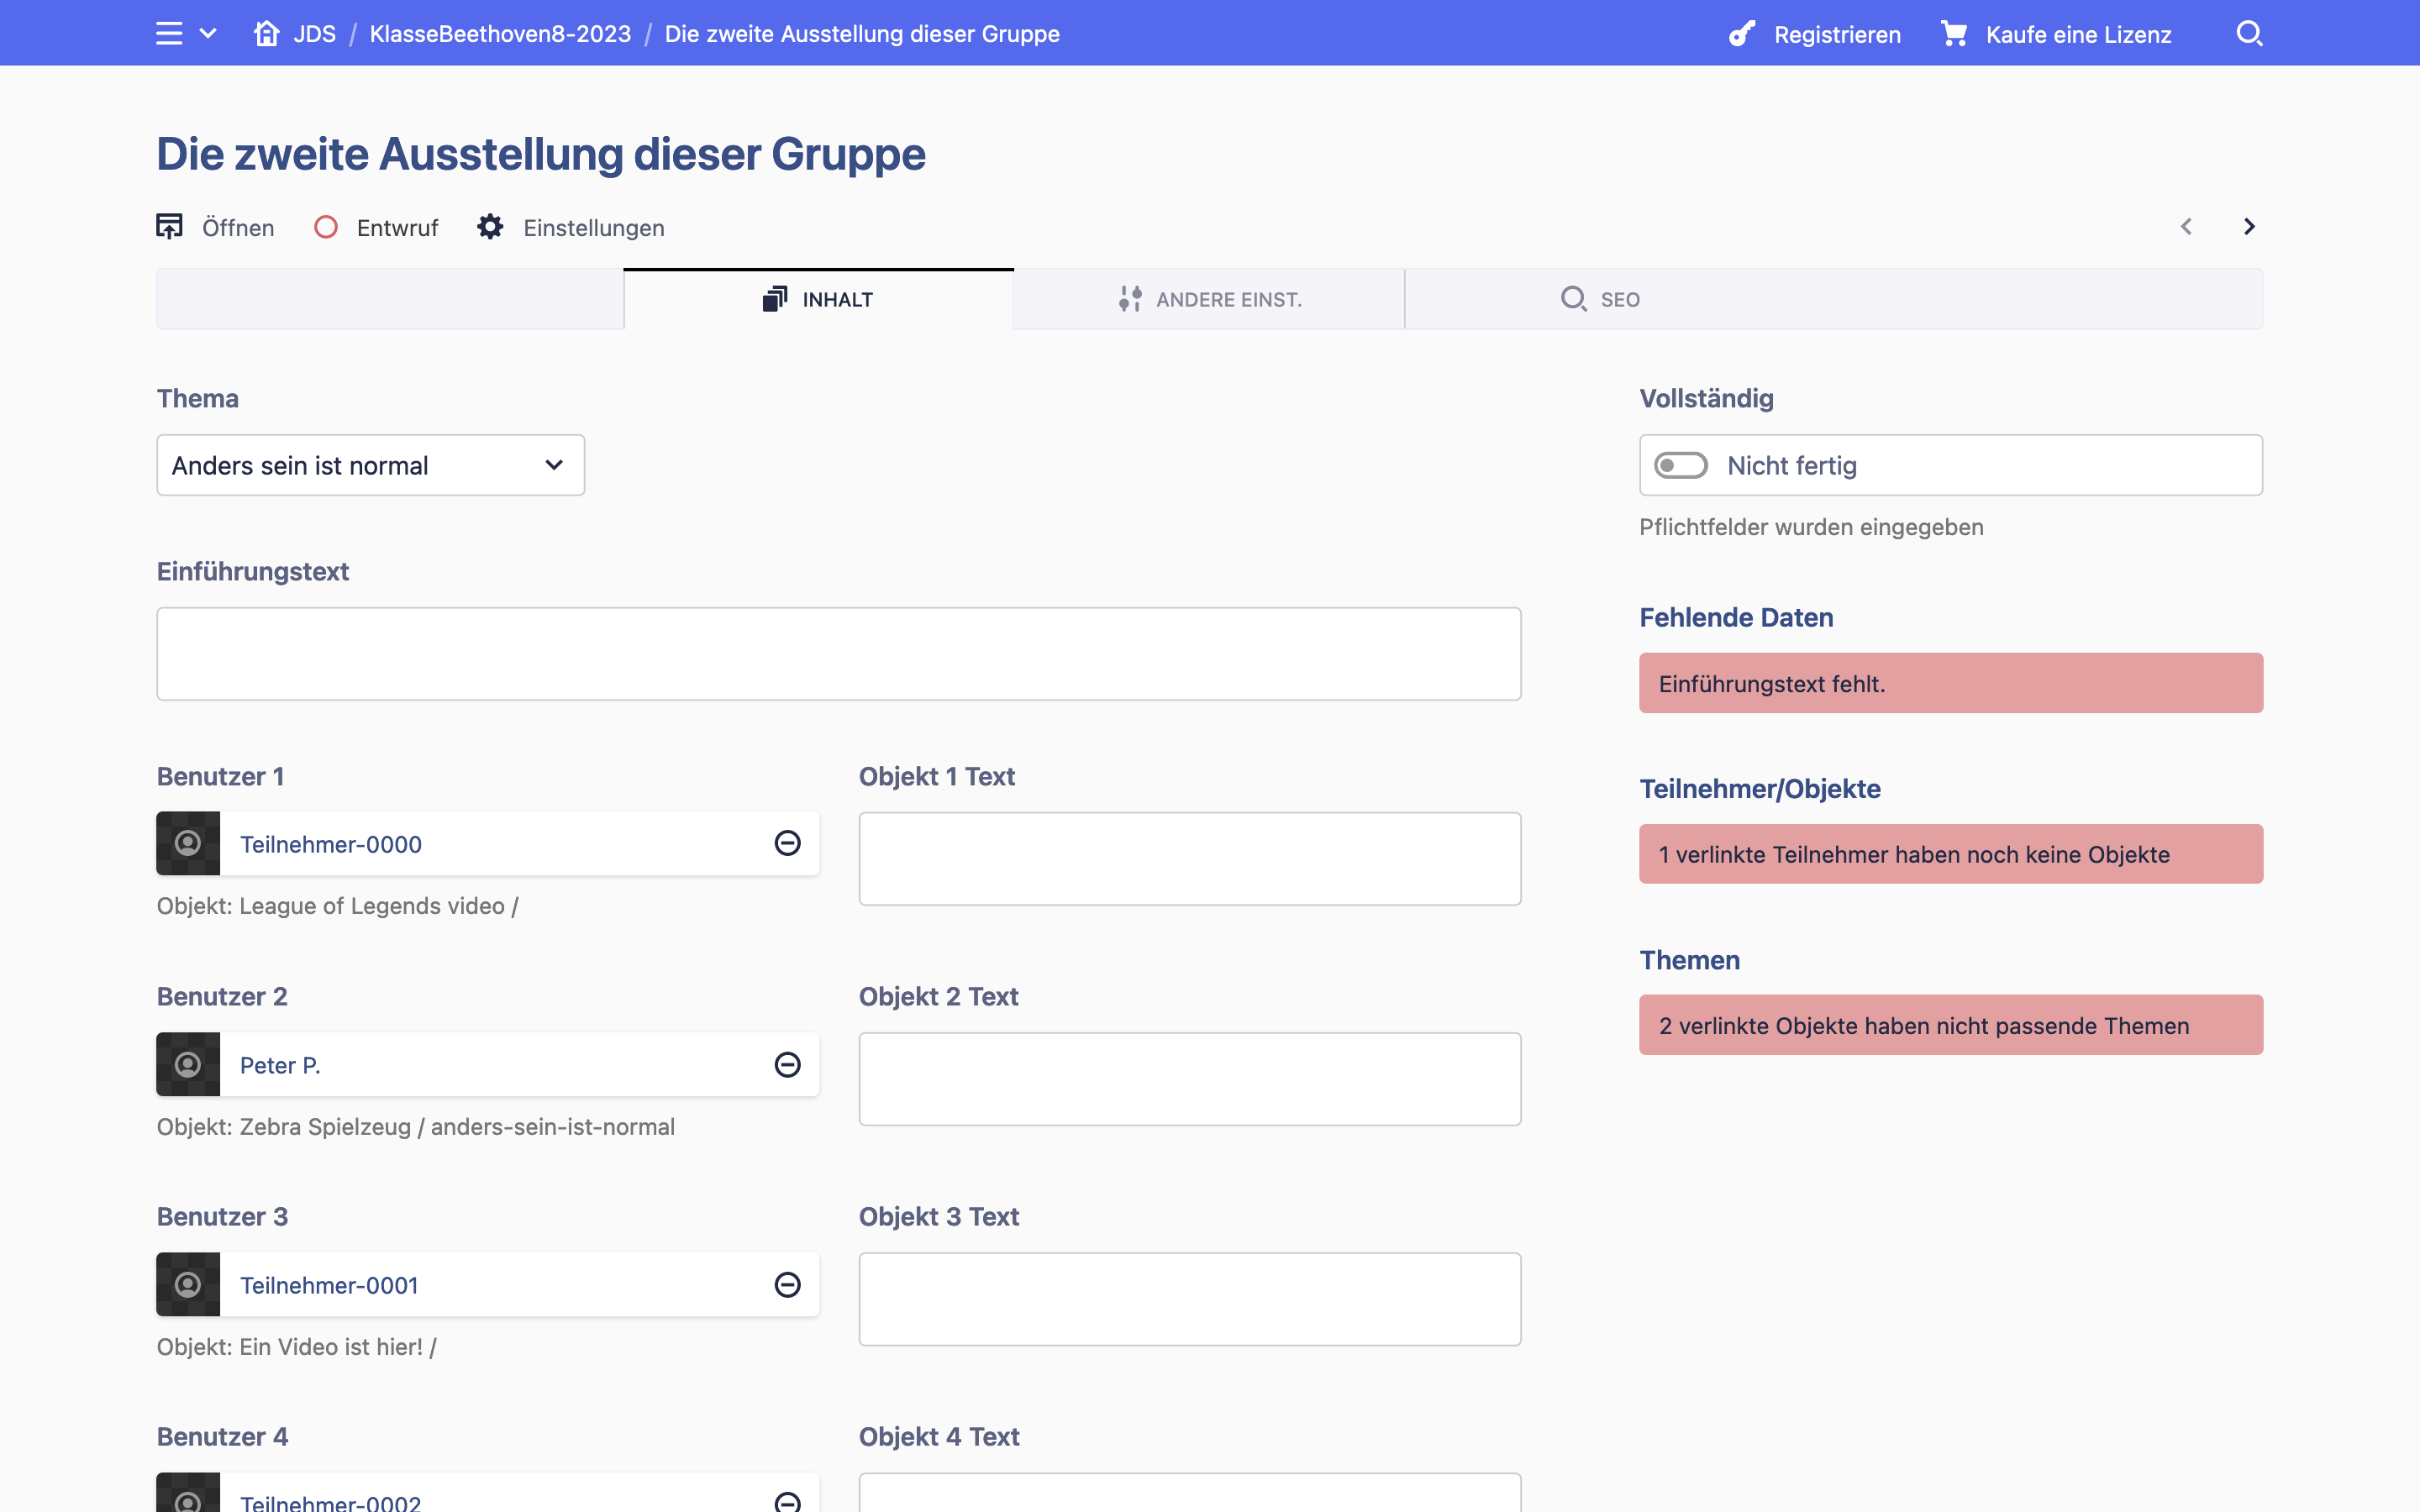 JDS / KlasseBeethoven8-2023 / Die zweite Ausstellung dieser Gruppe
Registrieren
Kaufe eine Lizenz
Die zweite Ausstellung dieser Gruppe
Öffnen
Entwurf
Einstellungen
INHALT
ANDERE EINST.
SEO
Thema
Anders sein ist normal
Einführungstext
Benutzer 1
Teilnehmer-0000
Objekt: League of Legends video /
Objekt 1 Text
Benutzer 2
Peter P.
Objekt: Zebra Spielzeug / anders-sein-ist-normal
Objekt 2 Text
Benutzer 3
Teilnehmer-0001
Objekt: Ein Video ist hier! /
Objekt 3 Text
Benutzer 4
Teilnehmer-0002
Objekt 4 Text
Vollständig
Nicht fertig
Pflichtfelder wurden eingegeben
Fehlende Daten
Einführungstext fehlt.
Teilnehmer/Objekte
1 verlinkte Teilnehmer haben noch keine Objekte
Themen
2 verlinkte Objekte haben nicht passende Themen